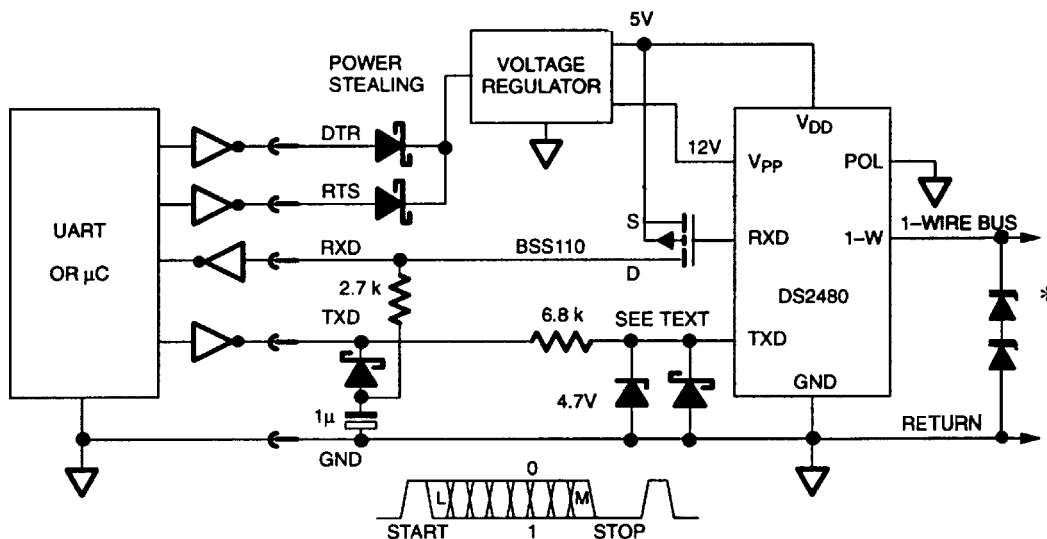 5V
POWER
STEALING
VOLTAGE
REGULATOR
DTR
V_DD
12V
V_PP
POL
RTS
UART
OR µC
S
RXD
BSS110
D
RXD
1–W
1–WIRE BUS
2.7 k
DS2480
*
TXD
6.8 k
SEE TEXT
TXD
4.7V
GND
1µ
RETURN
GND
0
L
M
START
1
STOP